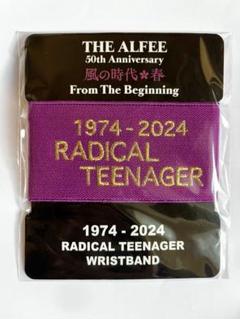 THE ALFEE
50th Anniversary
風の時代✿春
From The Beginning
1974-2024
RADICAL
TEENAGER
1974 - 2024
RADICAL TEENAGER
WRISTBAND